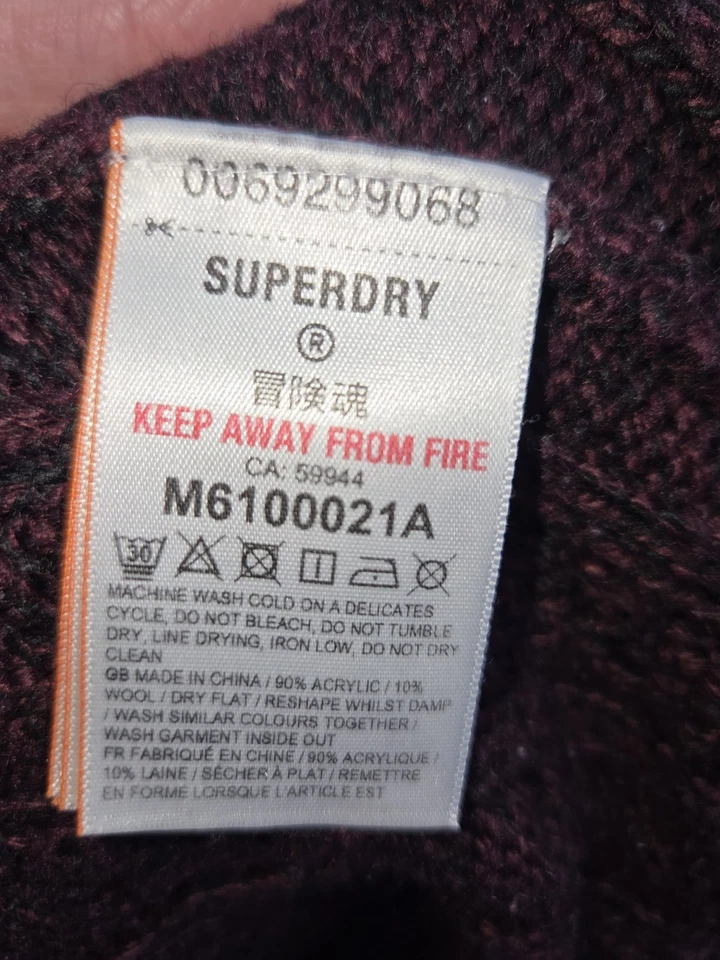 0069299068
SUPERDRY
®
冒険魂
KEEP AWAY FROM FIRE
CA: 59944
M6100021A
30
MACHINE WASH COLD ON A DELICATES
CYCLE, DO NOT BLEACH, DO NOT TUMBLE
DRY, LINE DRYING, IRON LOW, DO NOT DRY
CLEAN
GB MADE IN CHINA / 90% ACRYLIC / 10%
WOOL / DRY FLAT / RESHAPE WHILST DAMP
/ WASH SIMILAR COLOURS TOGETHER /
WASH GARMENT INSIDE OUT
FR FABRIQUÉ EN CHINE / 90% ACRYLIQUE /
10% LAINE / SÉCHER À PLAT / REMETTRE
EN FORME LORSQUE L'ARTICLE EST